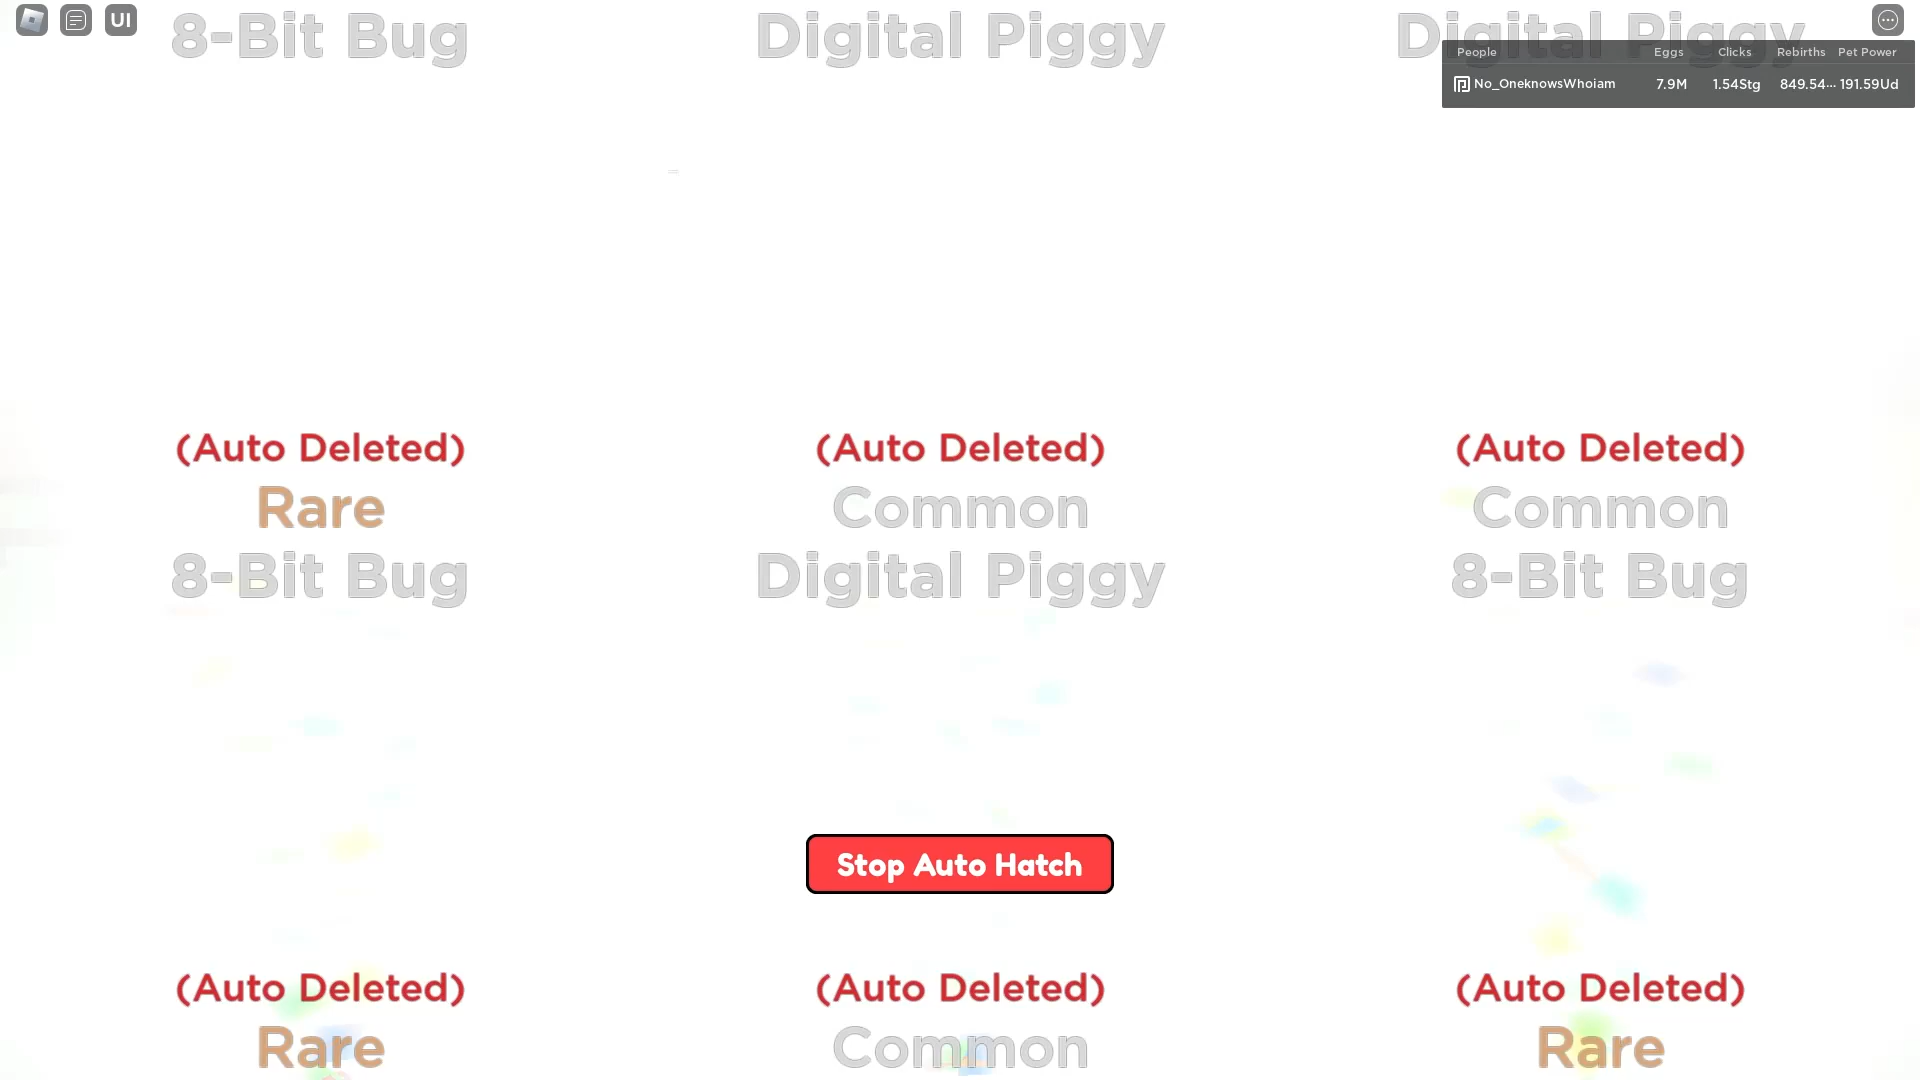 UI
8-Bit Bug
Digital Piggy
Digital Piggy
People Eggs Clicks Rebirths Pet Power
No_OneknowsWhoiam 7.9M 1.54Stg 849.54... 191.59Ud
(Auto Deleted) (Auto Deleted) (Auto Deleted)
Rare Common Common
8-Bit Bug Digital Piggy 8-Bit Bug
Stop Auto Hatch
(Auto Deleted) (Auto Deleted) (Auto Deleted)
Rare Common Rare